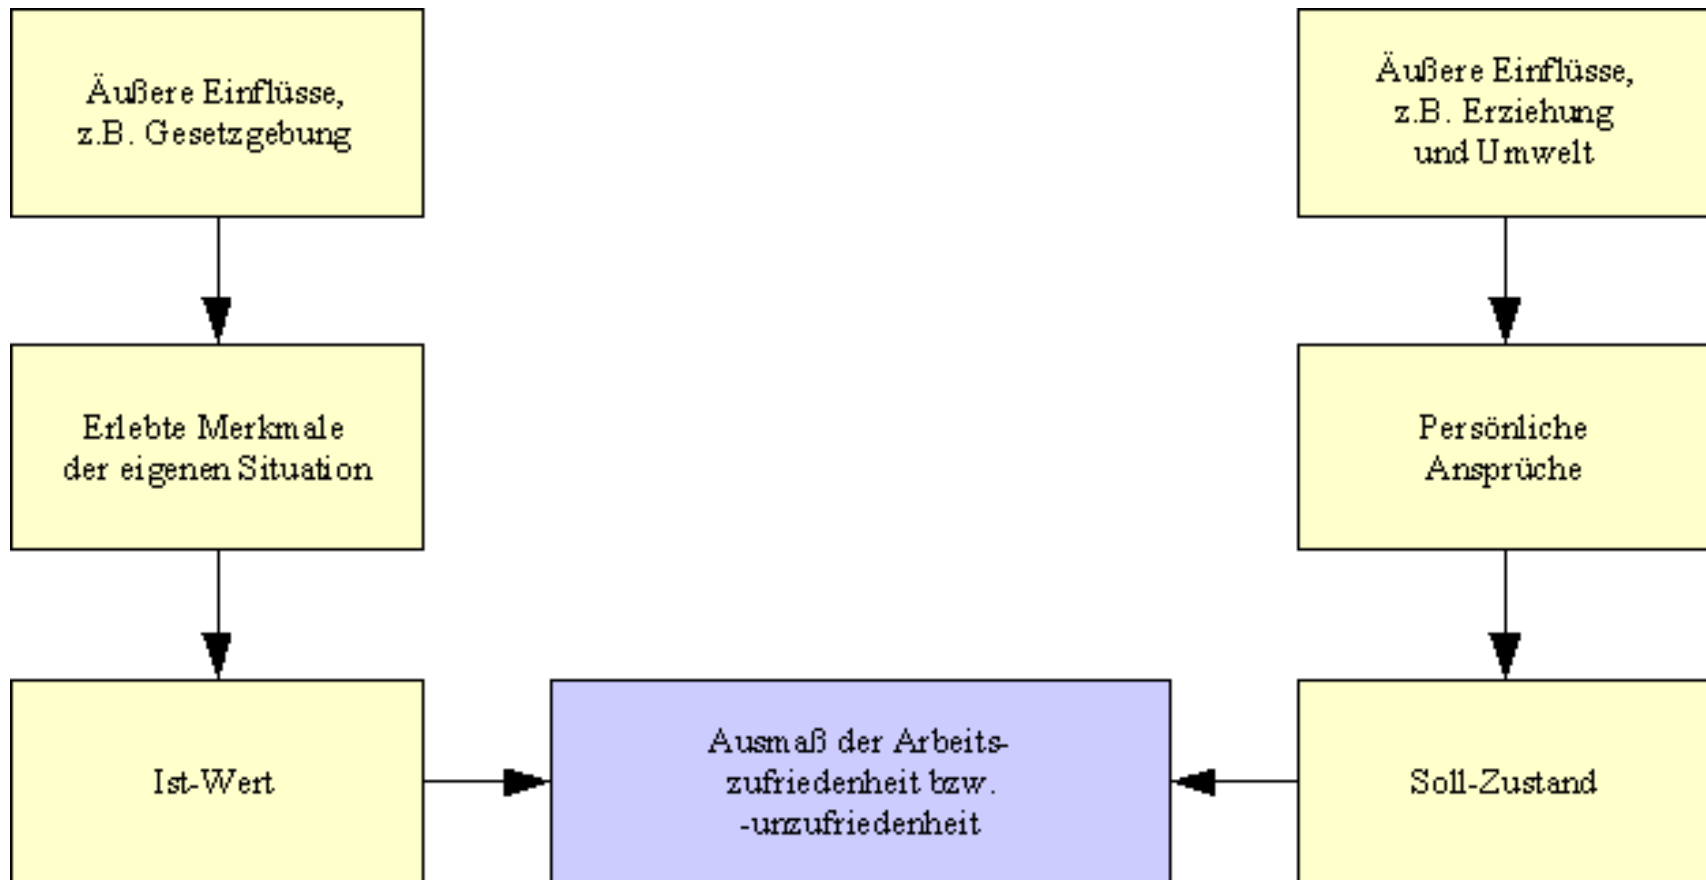 Äußere Einflüsse,
z.B. Gesetzgebung
Äußere Einflüsse,
z.B. Erziehung
und Umwelt
Erlebte Merkmale
der eigenen Situation
Persönliche
Ansprüche
Ist-Wert
Ausmaß der Arbeits-
zufriedenheit bzw.
-unzufriedenheit
Soll-Zustand